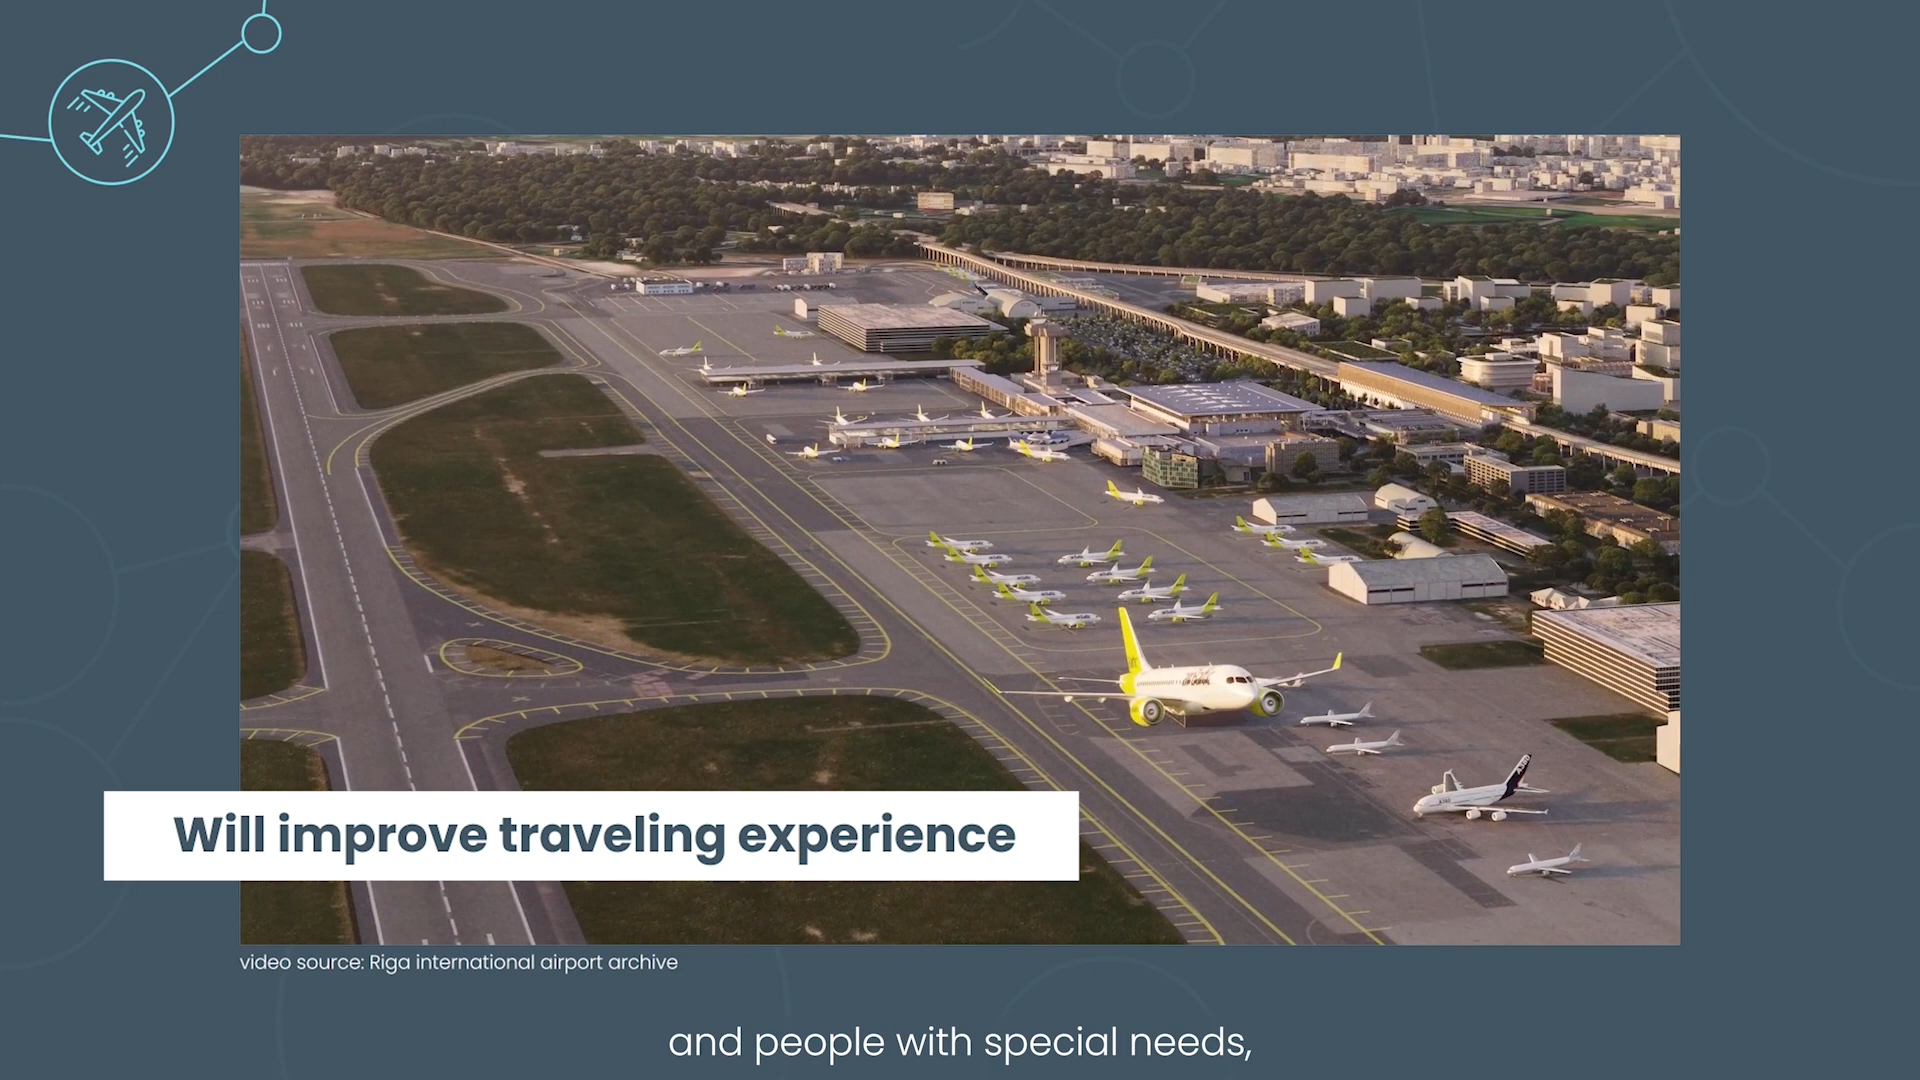 Will improve traveling experience
video source: Riga international airport archive
and people with special needs,